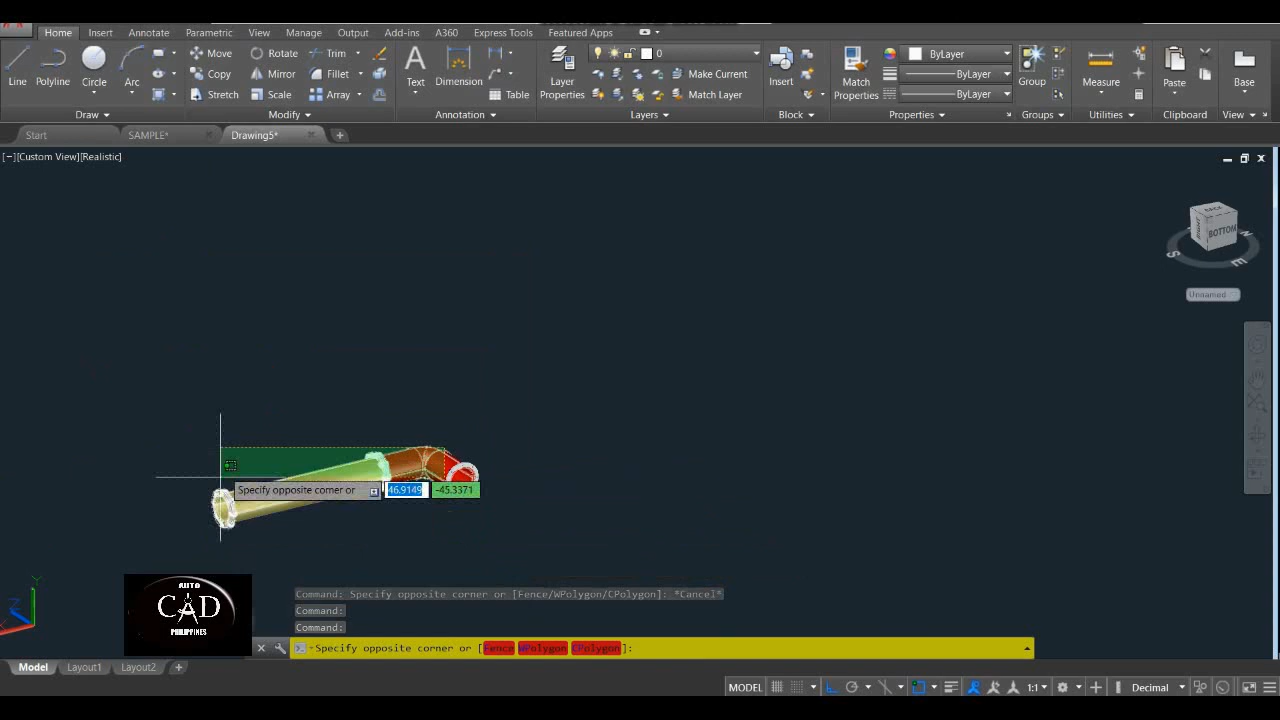 Home Insert Annotate Parametric View Manage Output Add-ins A360 Express Tools Featured Apps
Line Polyline Circle Arc
Move Rotate Trim
Copy Mirror Fillet
Stretch Scale Array
Text Dimension Table
Layer Properties
0
Make Current
Match Layer
Insert
Match Properties
ByLayer
ByLayer
ByLayer
Group Measure Paste Base
Draw Modify Annotation Layers Block Properties Groups Utilities Clipboard View
Start SAMPLE* Drawing5*
[−][Custom View][Realistic]
BACK
RIGHT BOTTOM
S E N
Unnamed
Specify opposite corner or 46.9149 -45.3371
Y
Z
AUTO
CAD
PHILIPPINES
Command: Specify opposite corner or [Fence/WPolygon/CPolygon]: *Cancel*
Command:
Command:
Specify opposite corner or [Fence WPolygon CPolygon]:
Model Layout1 Layout2
MODEL 1:1 Decimal